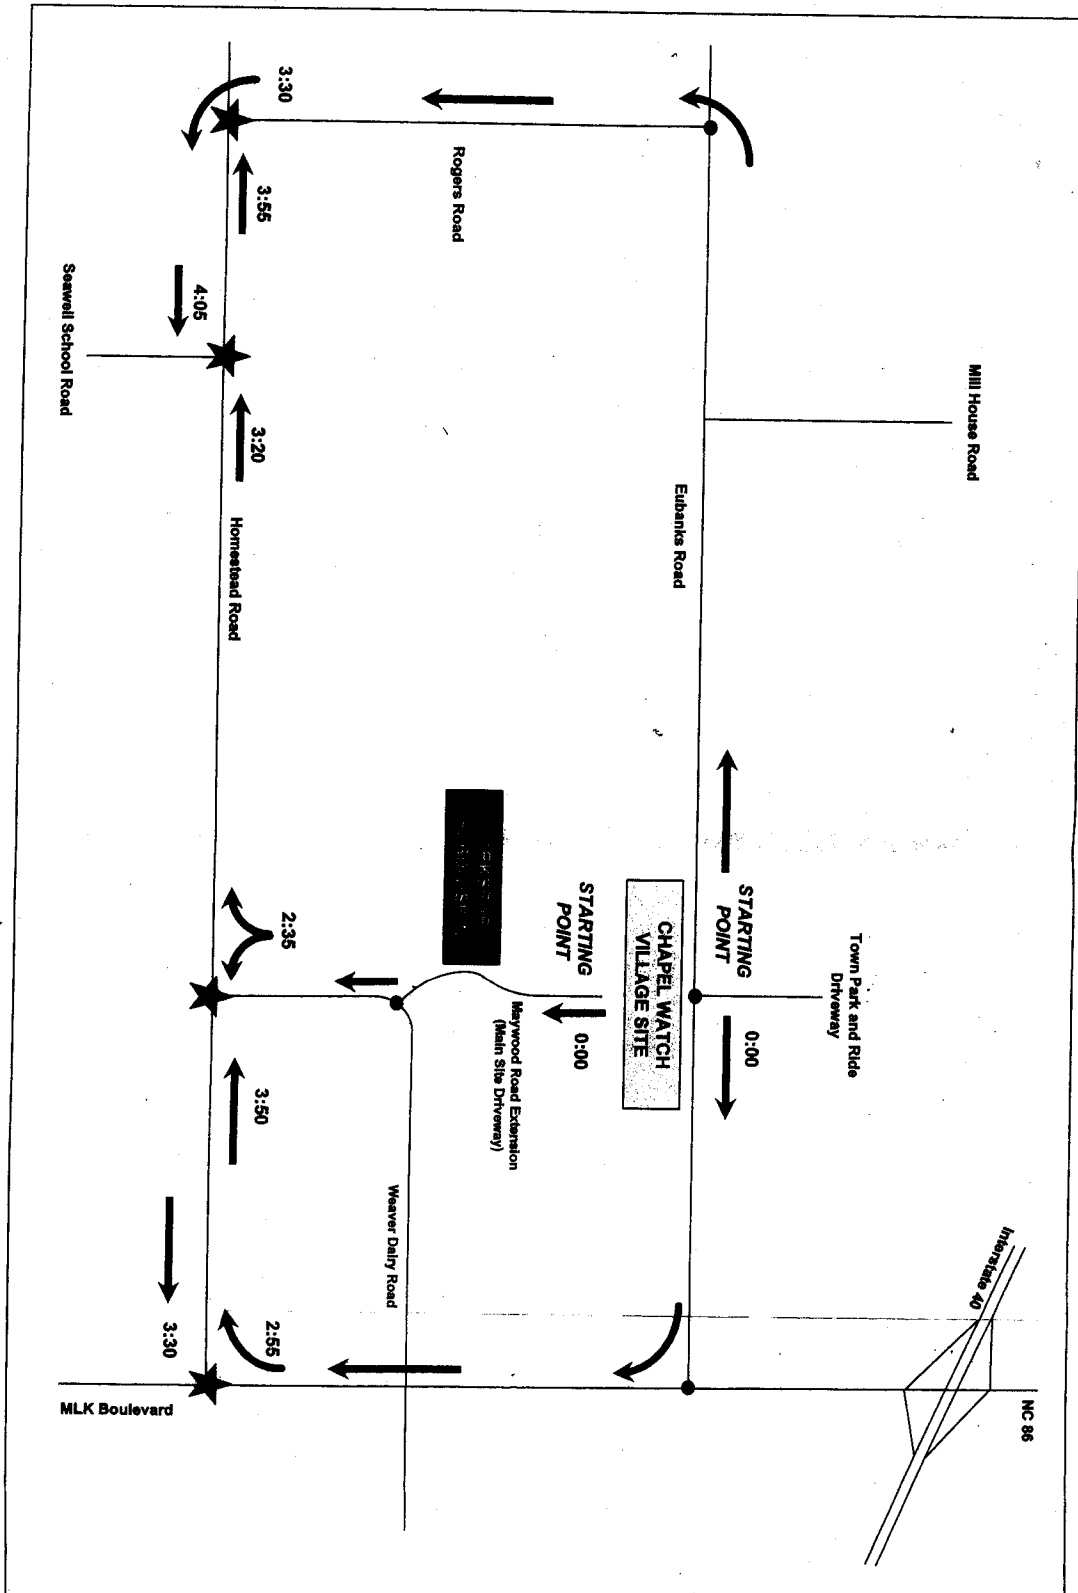 NC 86
Interstate 40
Mill House Road
Town Park and Ride
Driveway
STARTING
POINT
0:00
Eubanks Road
CHAPEL WATCH
VILLAGE SITE
STARTING
POINT
0:00
Maywood Road Extension
(Main Site Driveway)
Rogers Road
Weaver Dairy Road
3:30
3:55
3:20
2:35
3:50
2:55
Homestead Road
4:05
3:30
Seawell School Road
MLK Boulevard